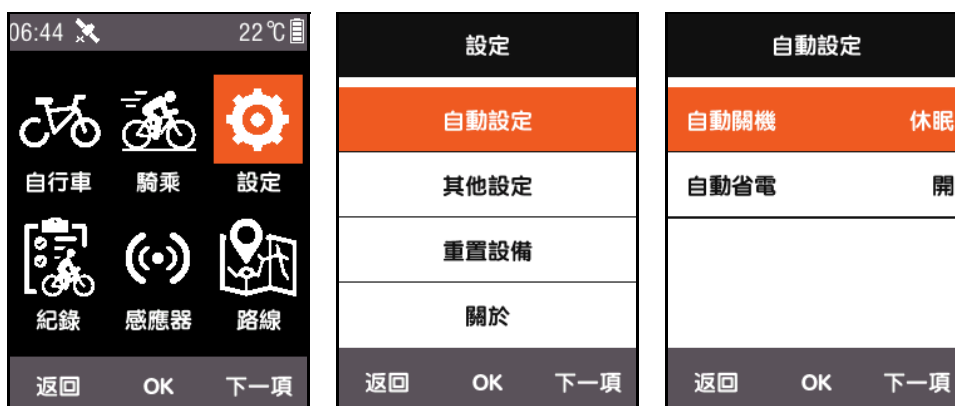 06:44 22℃
自行車 騎乘 設定
紀錄 感應器 路線
返回 OK 下一項
設定
自動設定
其他設定
重置設備
關於
返回 OK 下一項
自動設定
自動關機 休眠
自動省電 開
返回 OK 下一項